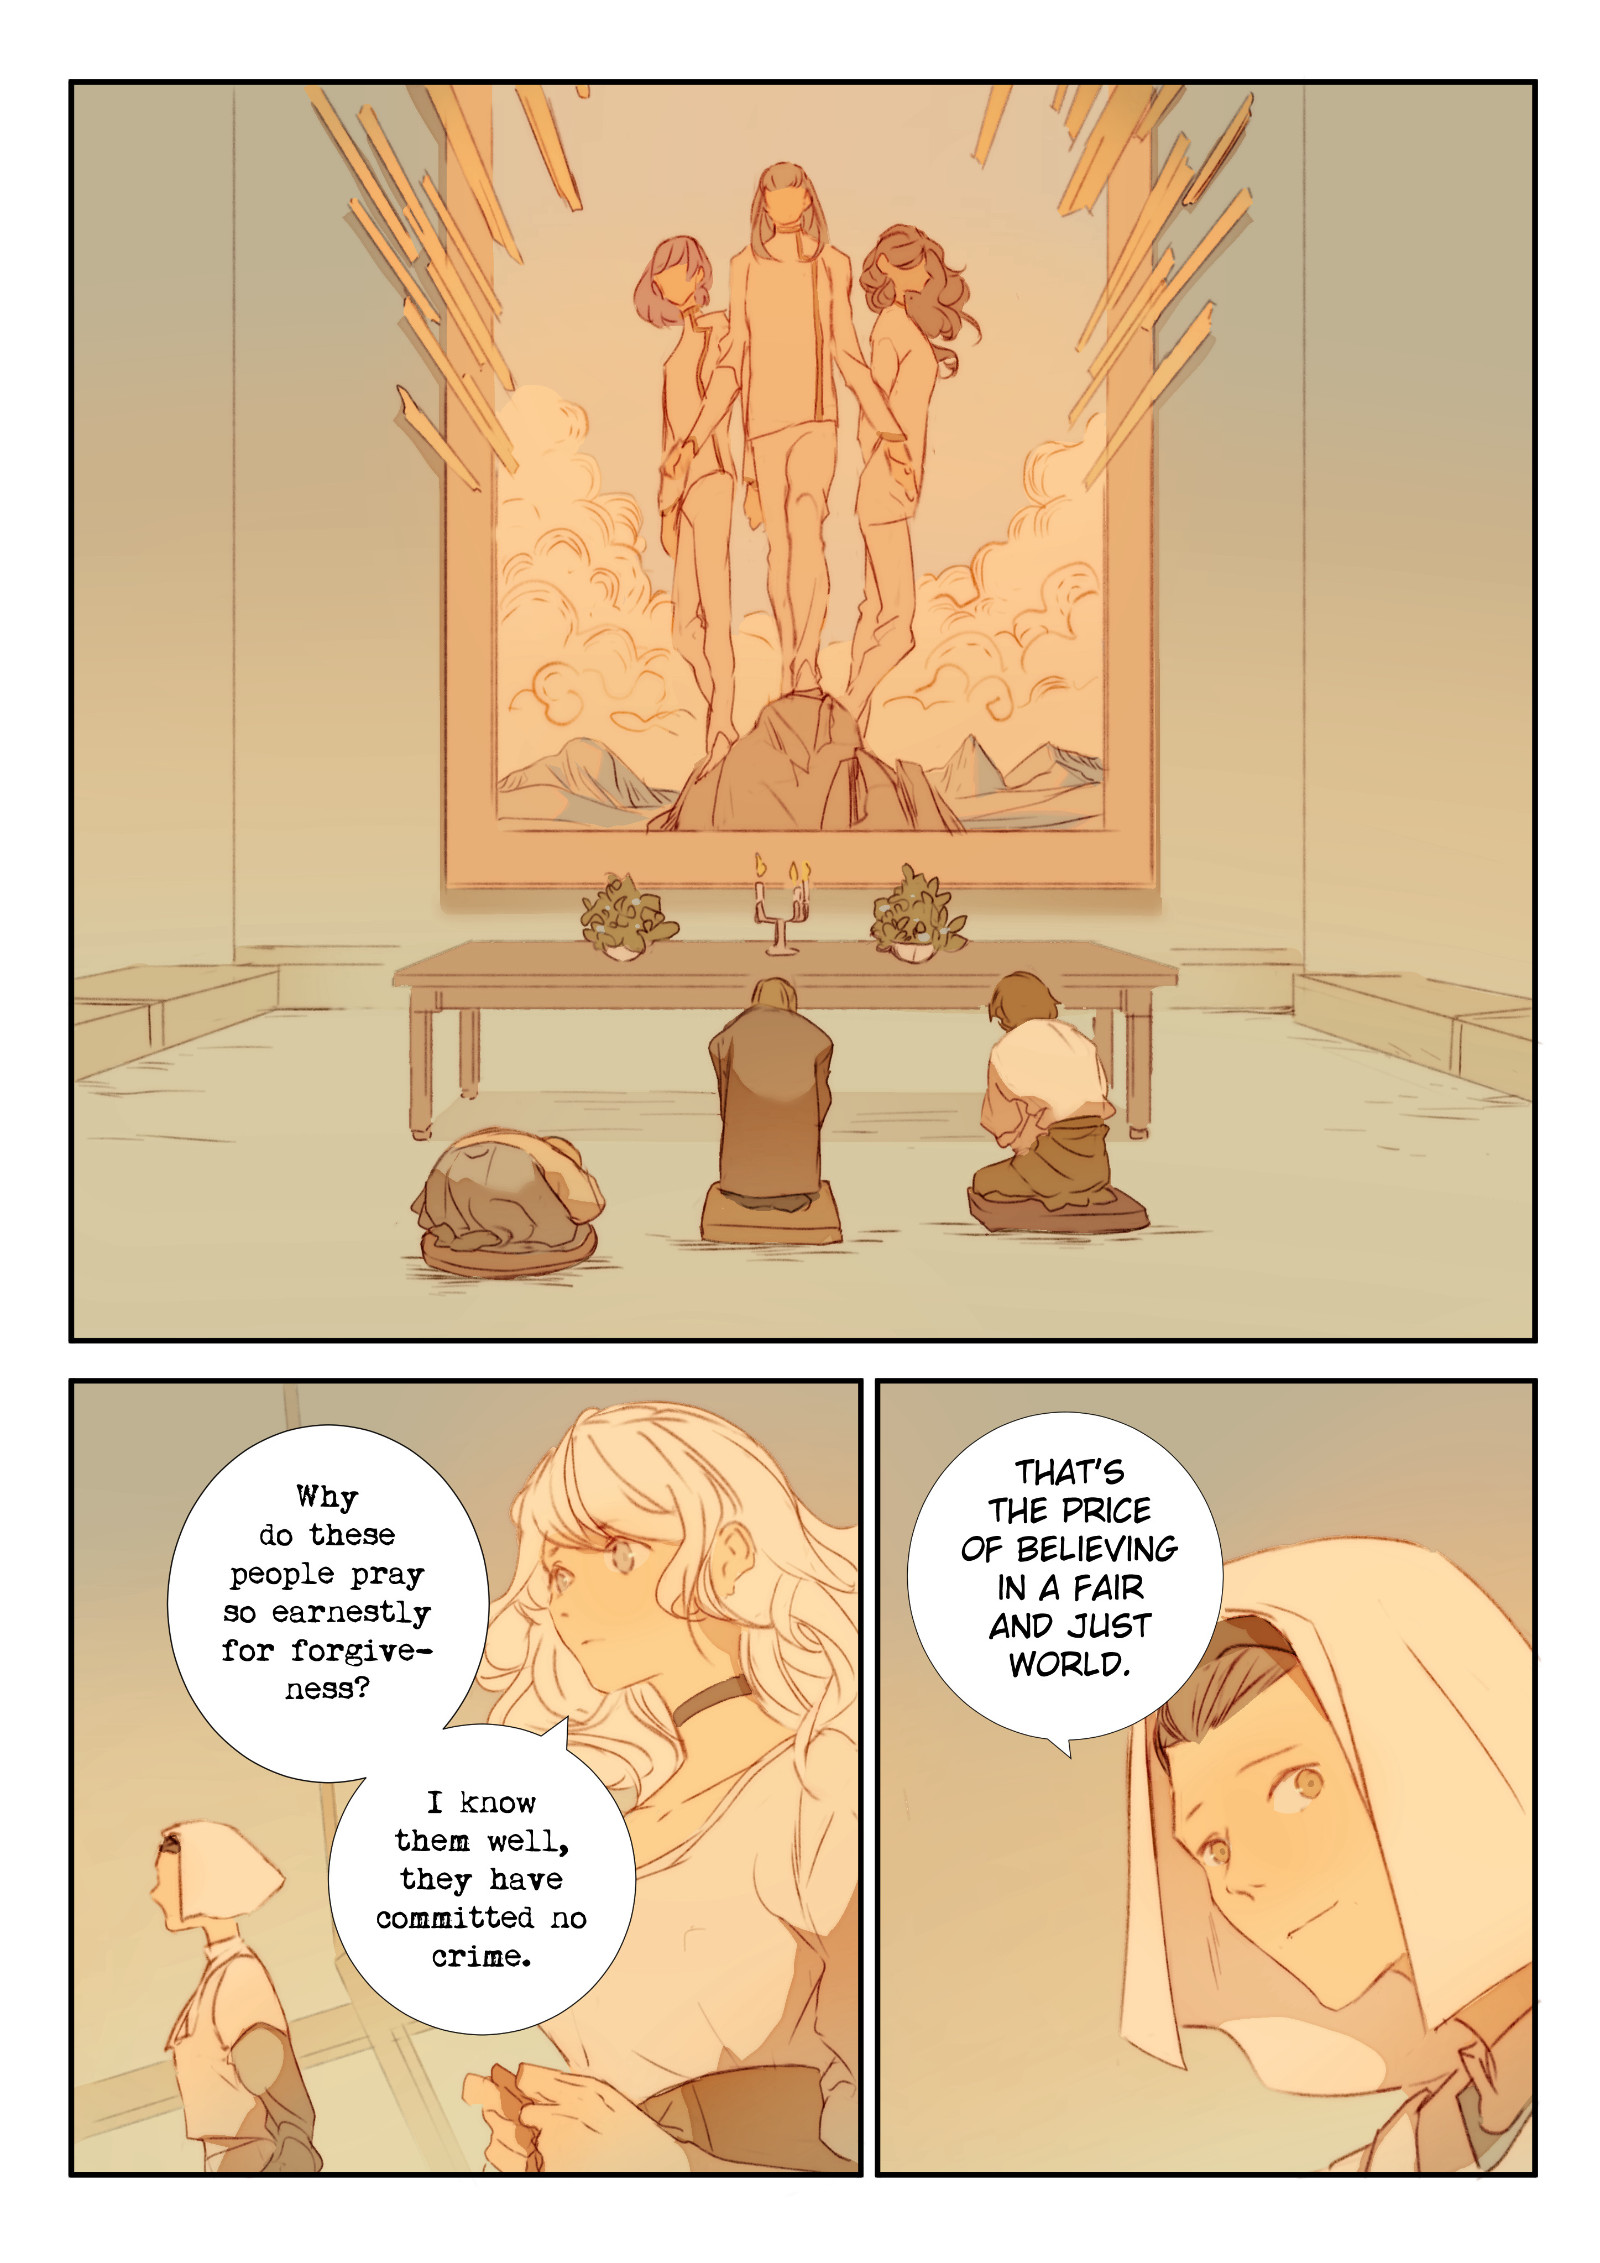 Why
do these
people pray
so earnestly
for forgive-
ness?
I know
them well,
they have
committed no
crime.
THAT'S
THE PRICE
OF BELIEVING
IN A FAIR
AND JUST
WORLD.